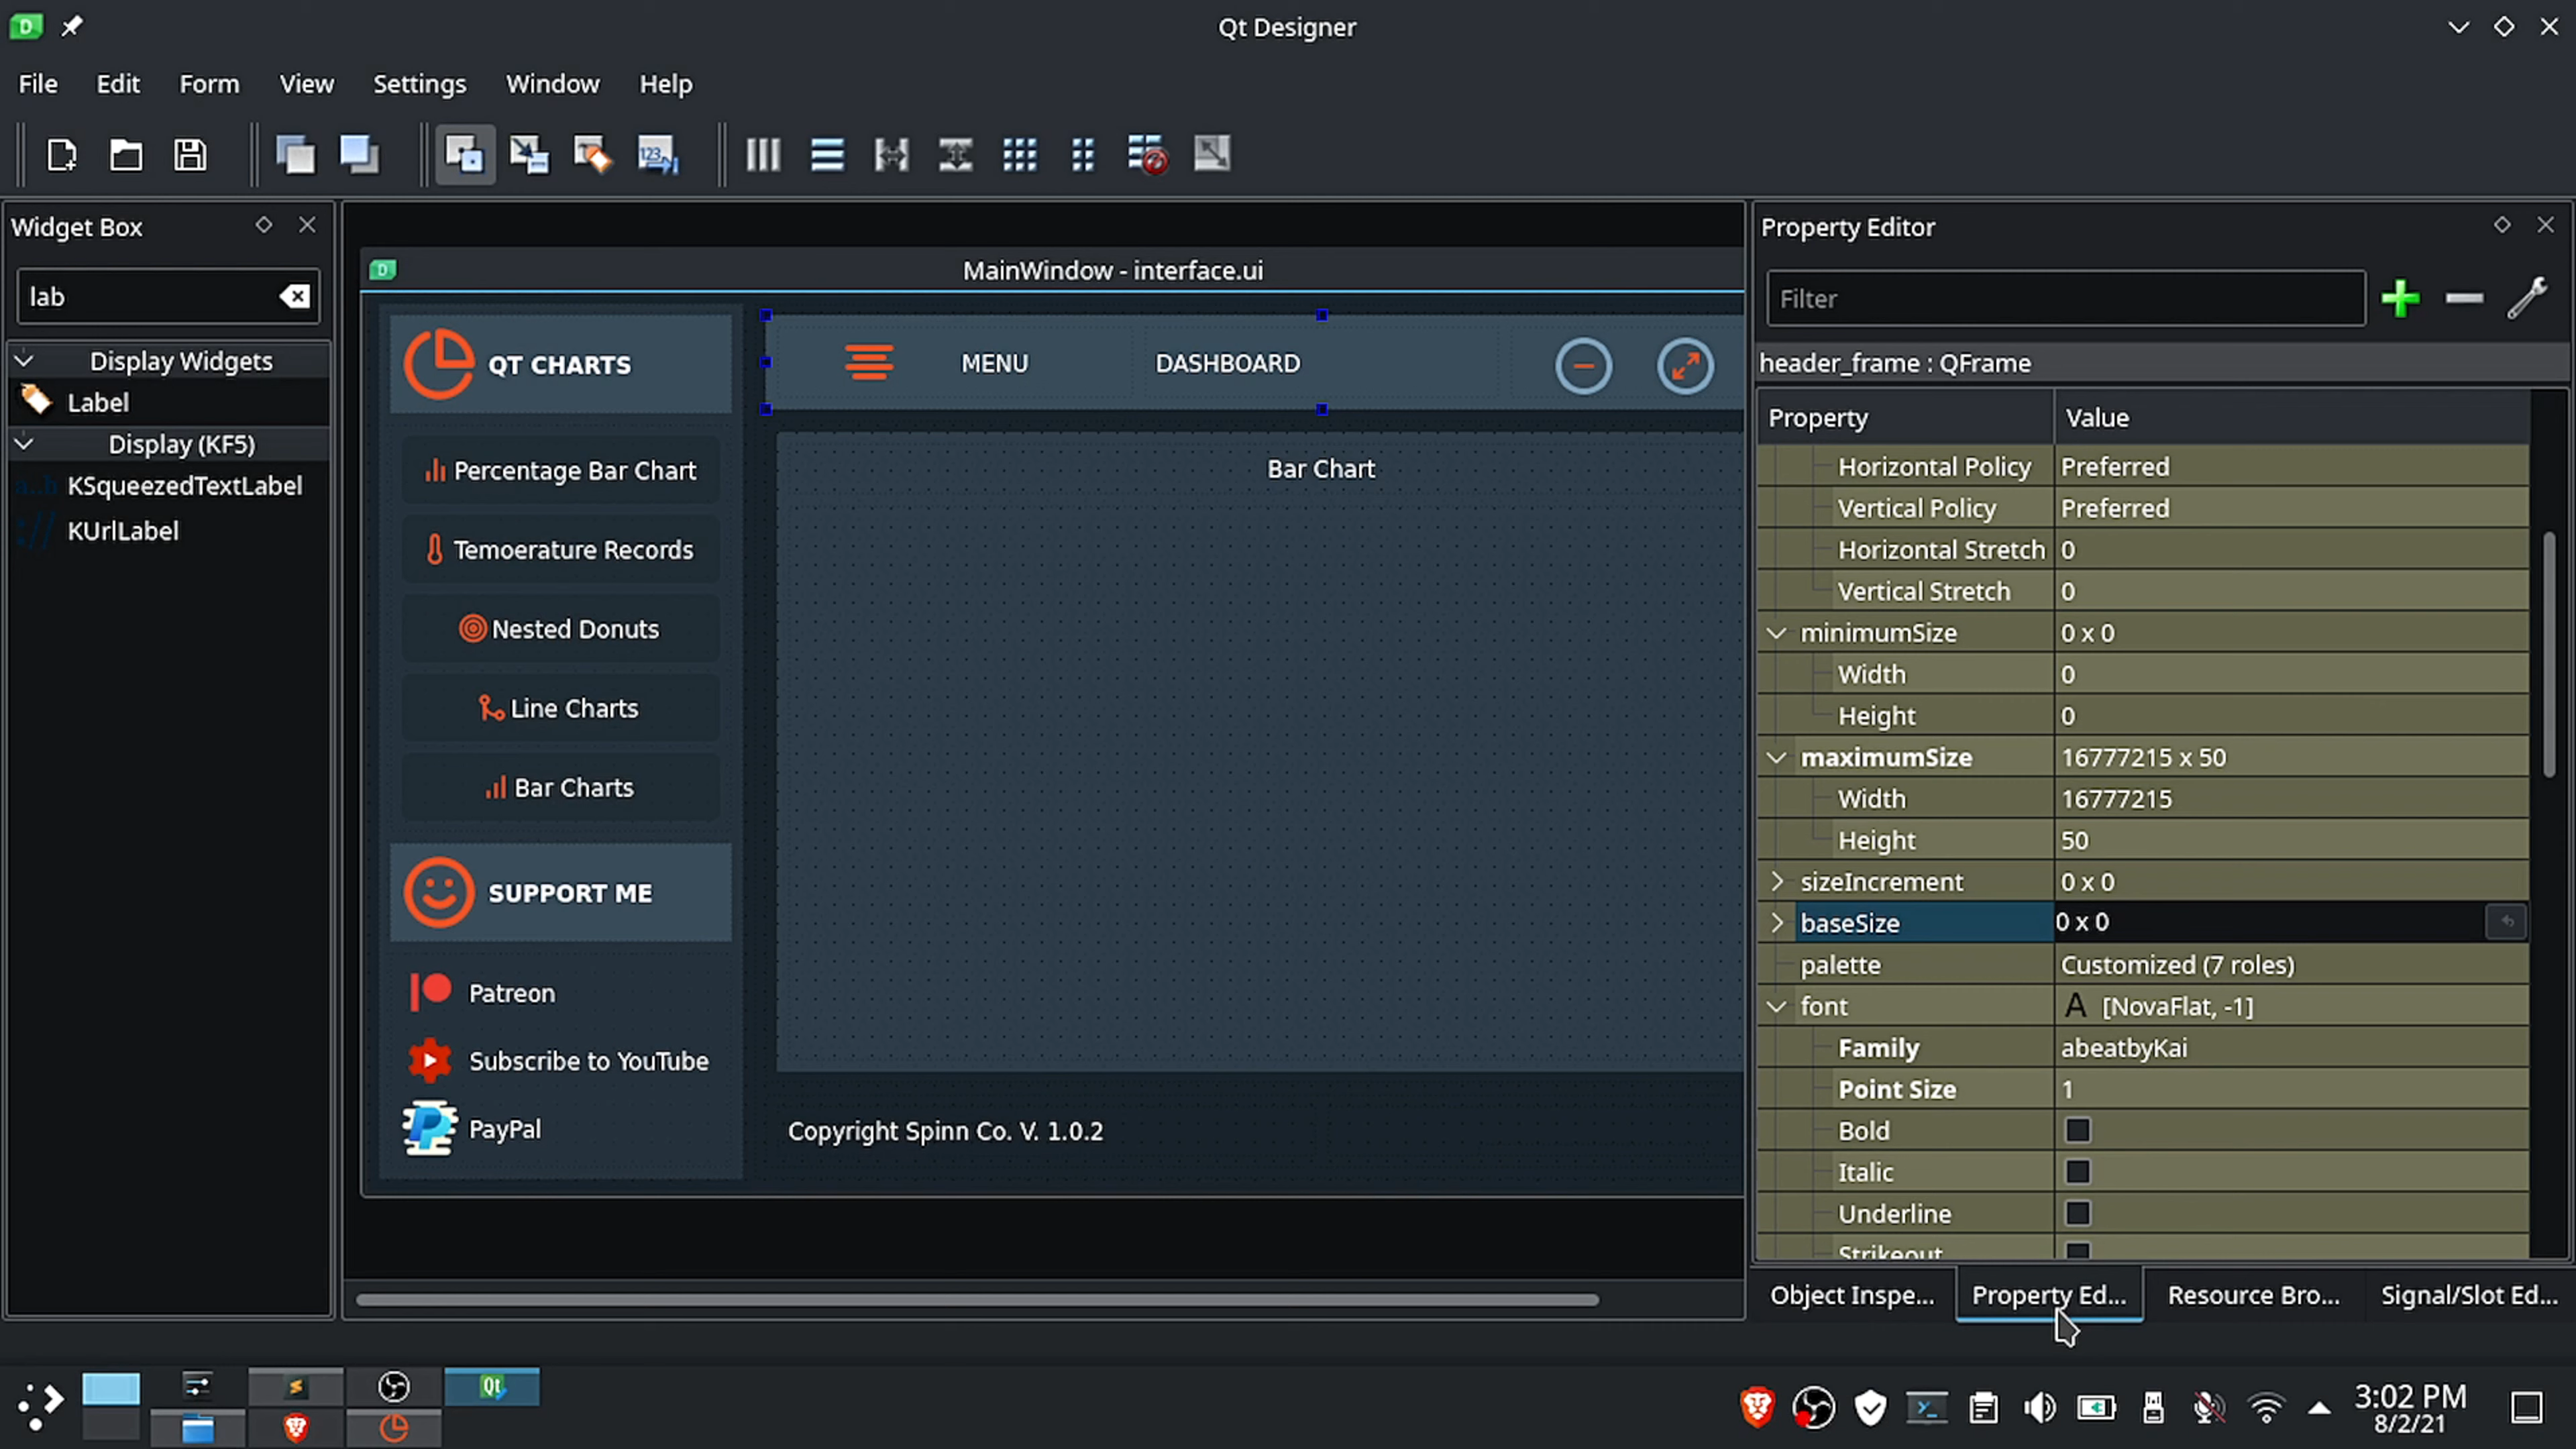 Qt Designer
File Edit Form View Settings Window Help
Widget Box
lab
Display Widgets
Label
Display (KF5)
KSqueezedTextLabel
KUrlLabel
MainWindow - interface.ui
QT CHARTS
Percentage Bar Chart
Temoerature Records
Nested Donuts
Line Charts
Bar Charts
SUPPORT ME
Patreon
Subscribe to YouTube
PayPal
MENU DASHBOARD
Bar Chart
Copyright Spinn Co. V. 1.0.2
Property Editor
Filter
header_frame : QFrame
Property Value
Horizontal Policy Preferred
Vertical Policy Preferred
Horizontal Stretch 0
Vertical Stretch 0
minimumSize 0 x 0
Width 0
Height 0
maximumSize 16777215 x 50
Width 16777215
Height 50
sizeIncrement 0 x 0
baseSize 0 x 0
palette Customized (7 roles)
font A [NovaFlat, -1]
Family abeatbyKai
Point Size 1
Bold
Italic
Underline
Strikeout
Object Inspe... Property Ed... Resource Bro... Signal/Slot Ed...
3:02 PM
8/2/21